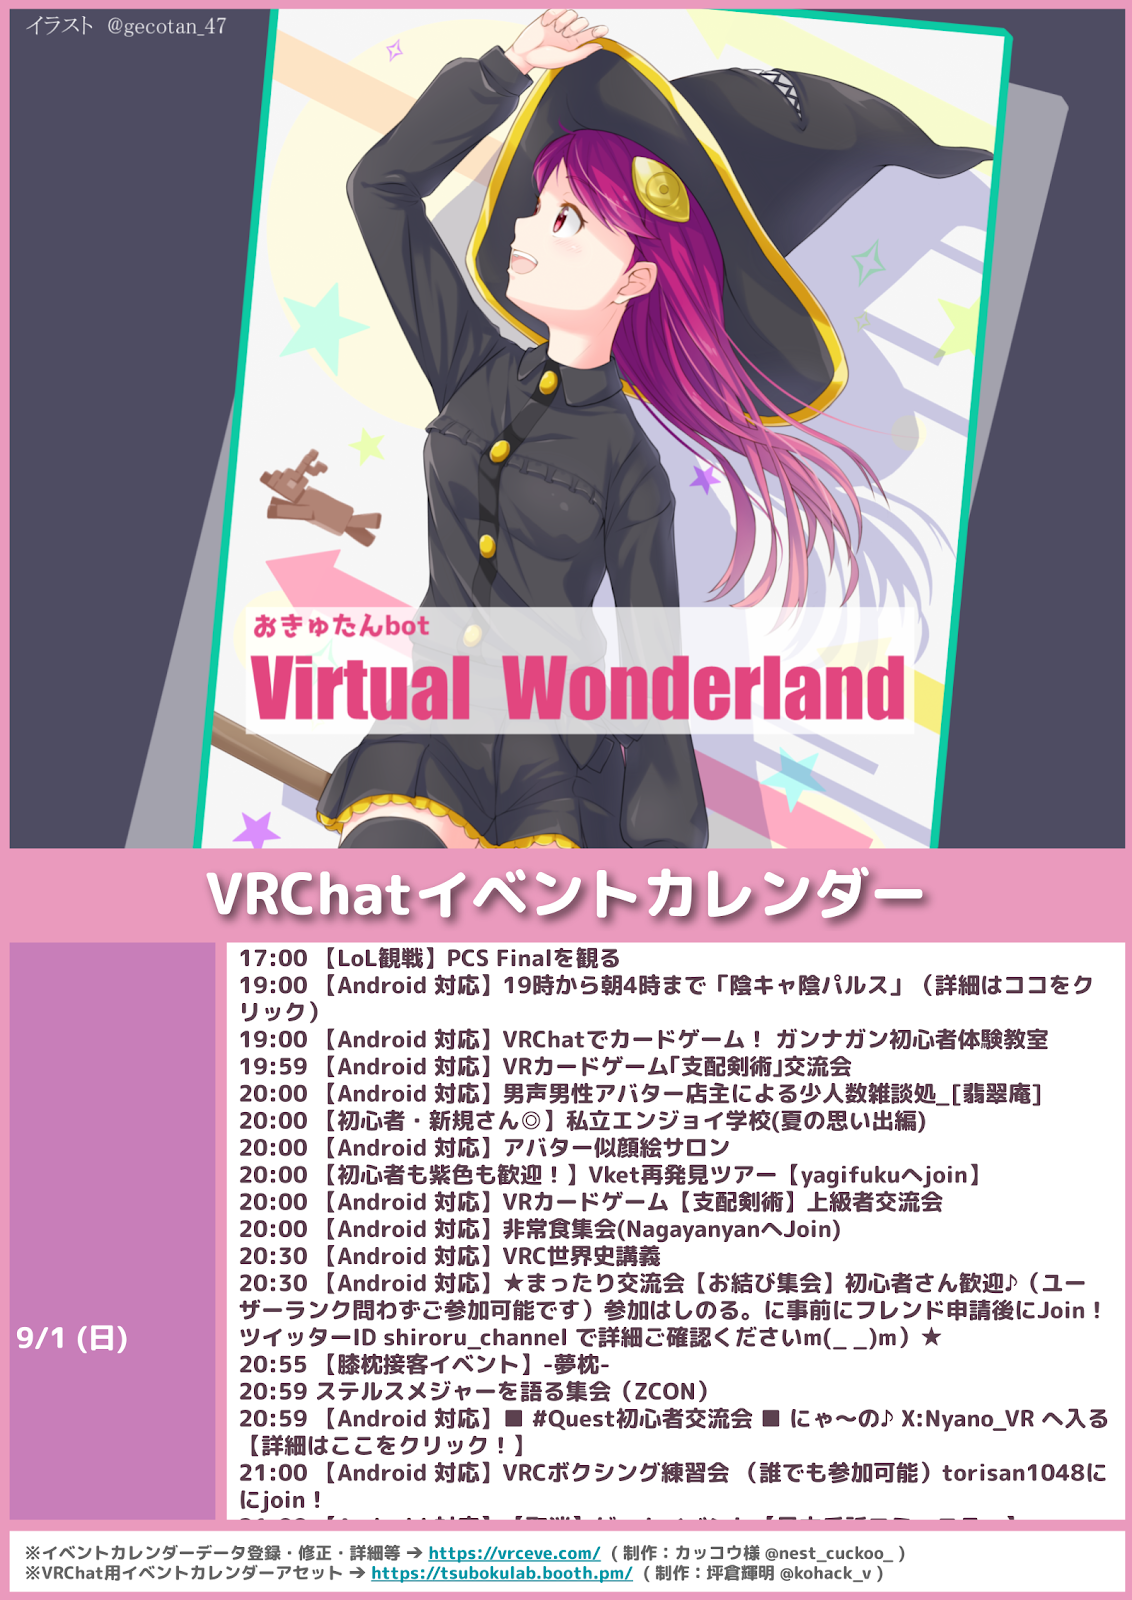 イラスト @gecotan_47
おきゅたんbot
Virtual Wonderland
VRChatイベントカレンダー
9/1 (日)
17:00 【LoL観戦】PCS Finalを観る
19:00 【Android 対応】19時から朝4時まで「陰キャ陰パルス」（詳細はココをク
リック）
19:00 【Android 対応】VRChatでカードゲーム！ ガンナガン初心者体験教室
19:59 【Android 対応】VRカードゲーム｢支配剣術｣交流会
20:00 【Android 対応】男声男性アバター店主による少人数雑談処_[翡翠庵]
20:00 【初心者・新規さん◎】私立エンジョイ学校(夏の思い出編)
20:00 【Android 対応】アバター似顔絵サロン
20:00 【初心者も紫色も歓迎！】Vket再発見ツアー【yagifukuへjoin】
20:00 【Android 対応】VRカードゲーム【支配剣術】上級者交流会
20:00 【Android 対応】非常食集会(NagayanyanへJoin)
20:30 【Android 対応】VRC世界史講義
20:30 【Android 対応】★まったり交流会【お結び集会】初心者さん歓迎♪（ユー
ザーランク問わずご参加可能です）参加はしのる。に事前にフレンド申請後にJoin！
ツイッターID shiroru_channel で詳細ご確認くださいm(_ _)m）★
20:55 【膝枕接客イベント】-夢枕-
20:59 ステルスメジャーを語る集会（ZCON）
20:59 【Android 対応】■ #Quest初心者交流会 ■ にゃ～の♪ X:Nyano_VR へ入る
【詳細はここをクリック！】
21:00 【Android 対応】VRCボクシング練習会 （誰でも参加可能）torisan1048に
にjoin！
※イベントカレンダーデータ登録・修正・詳細等 ➔ https://vrceve.com/ ( 制作：カッコウ様 @nest_cuckoo_ )
※VRChat用イベントカレンダーアセット ➔ https://tsubokulab.booth.pm/ ( 制作：坪倉輝明 @kohack_v )